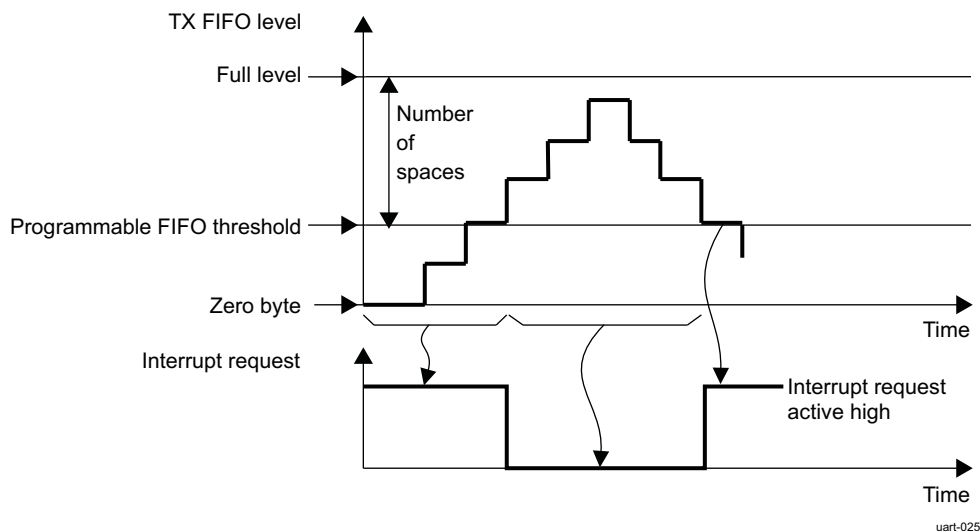 TX FIFO level
Full level
Number
of
spaces
Programmable FIFO threshold
Zero byte
Time
Interrupt request
Interrupt request
active high
Time
uart-025